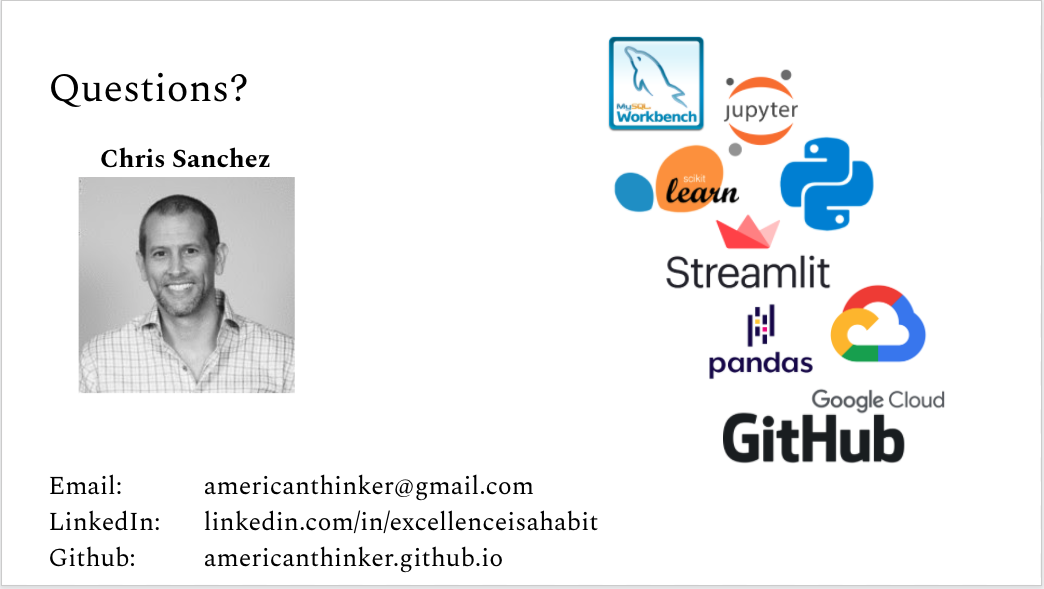 Questions?
Chris Sanchez
MySQL
Workbench
jupyter
scikit
learn
Streamlit
pandas
Google Cloud
GitHub
Email: americanthinker@gmail.com
LinkedIn: linkedin.com/in/excellenceisahabit
Github: americanthinker.github.io